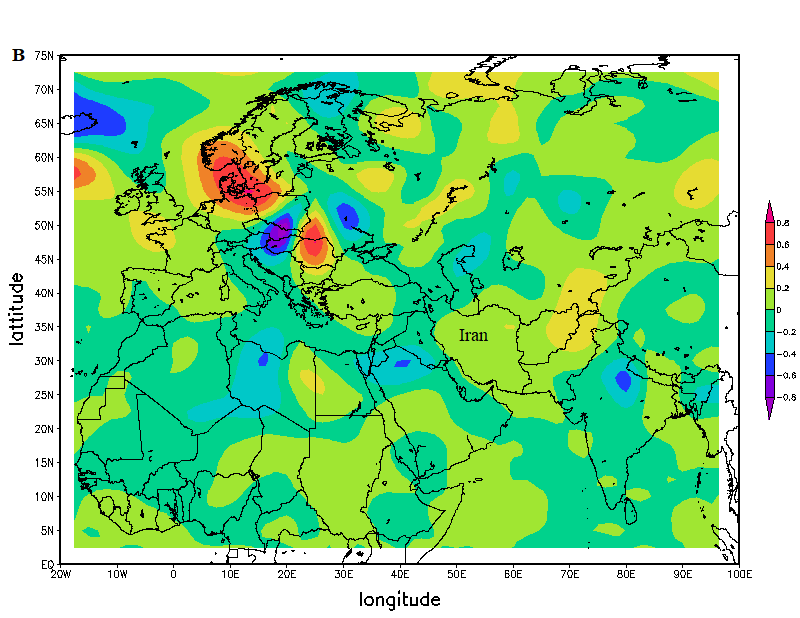 B
75N
70N
65N
60N
55N
50N
45N
40N
35N
30N
25N
20N
15N
10N
5N
EQ
20W 10W 0 10E 20E 30E 40E 50E 60E 70E 80E 90E 100E
longitude
lattitude
Iran
0.8
0.6
0.4
0.2
0
-0.2
-0.4
-0.6
-0.8